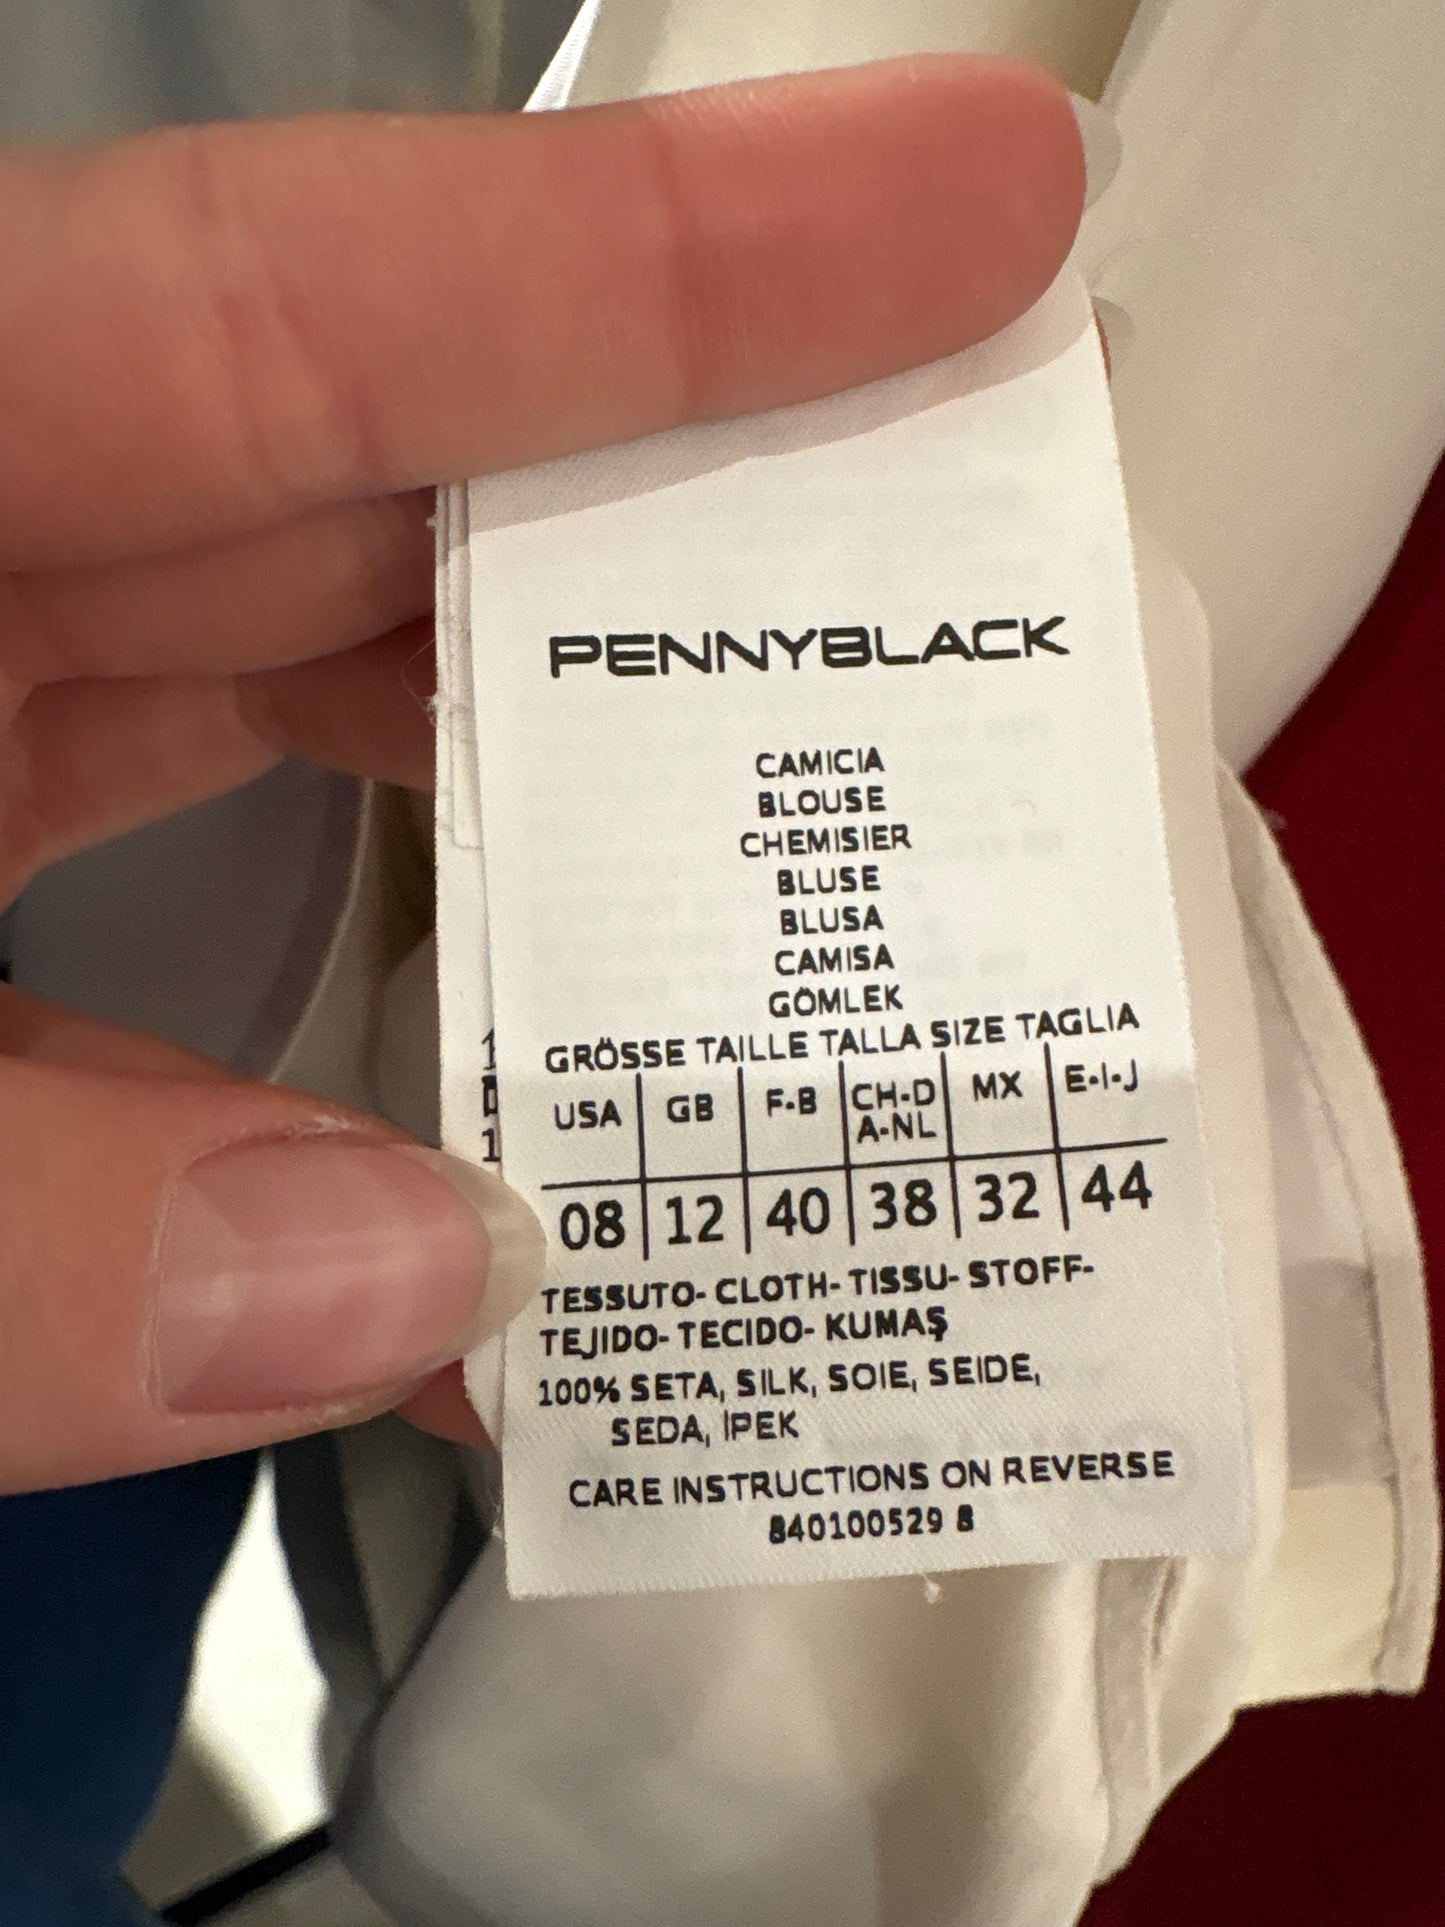 PENNYBLACK
CAMICIA
BLOUSE
CHEMISIER
BLUSE
BLUSA
CAMISA
GÖMLEK
GRÖSSE TAILLE TALLA SIZE TAGLIA
USA GB F-B CH-D A-NL MX E-I-J
08 12 40 38 32 44
TESSUTO- CLOTH- TISSU- STOFF-
TEJIDO- TECIDO- KUMAŞ
100% SETA, SILK, SOIE, SEIDE,
SEDA, İPEK
CARE INSTRUCTIONS ON REVERSE
840100529 8